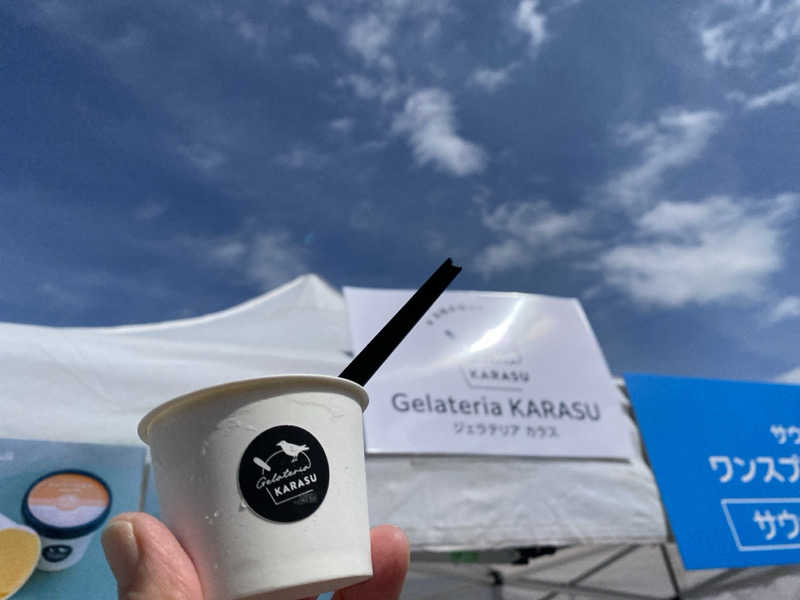 KARASU
Gelateria KARASU
ジェラテリア カラス
Gelateria
KARASU
サウ
ワンスプ
サウ